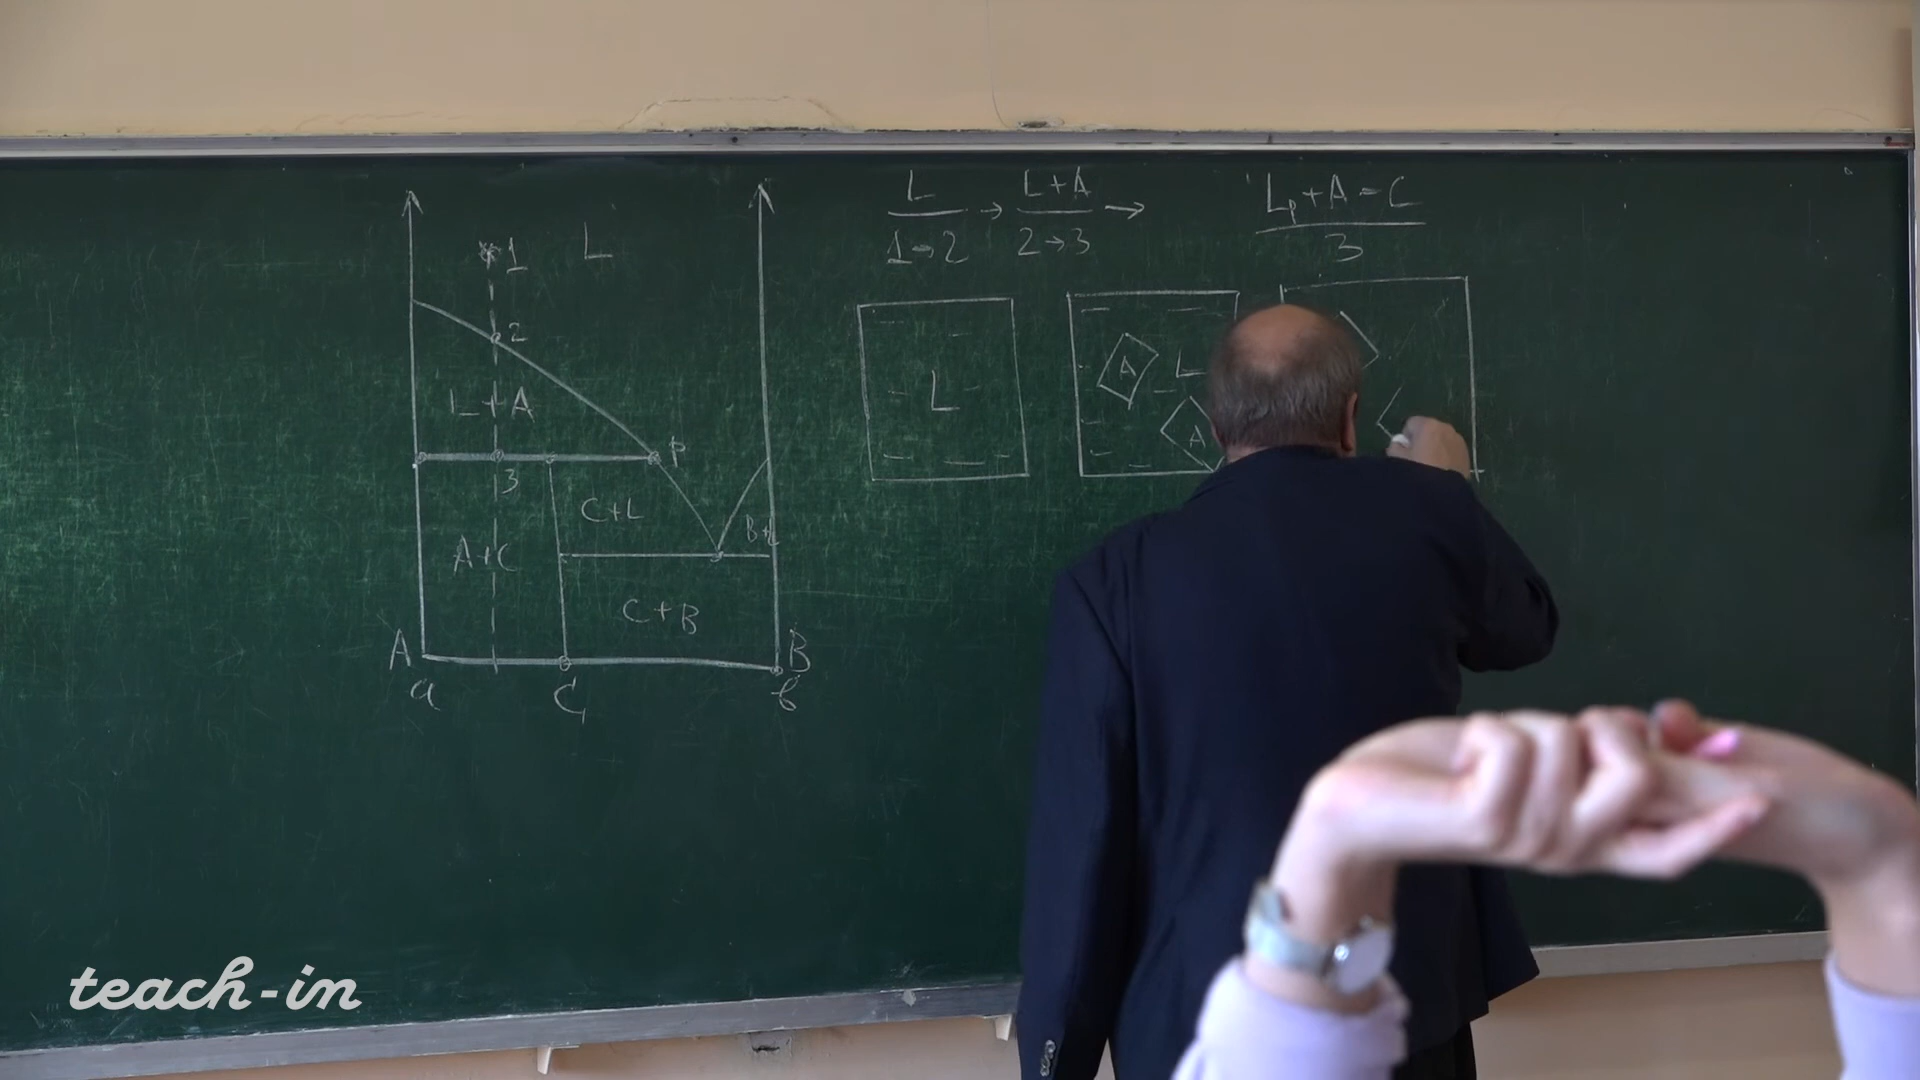 L → L+A → Lp+A=C
1→2 2→3 3
*1 L
2
L+A
P
3
C+L
B+L
A+C
C+B
A B
a C b
L
A L
A
teach-in